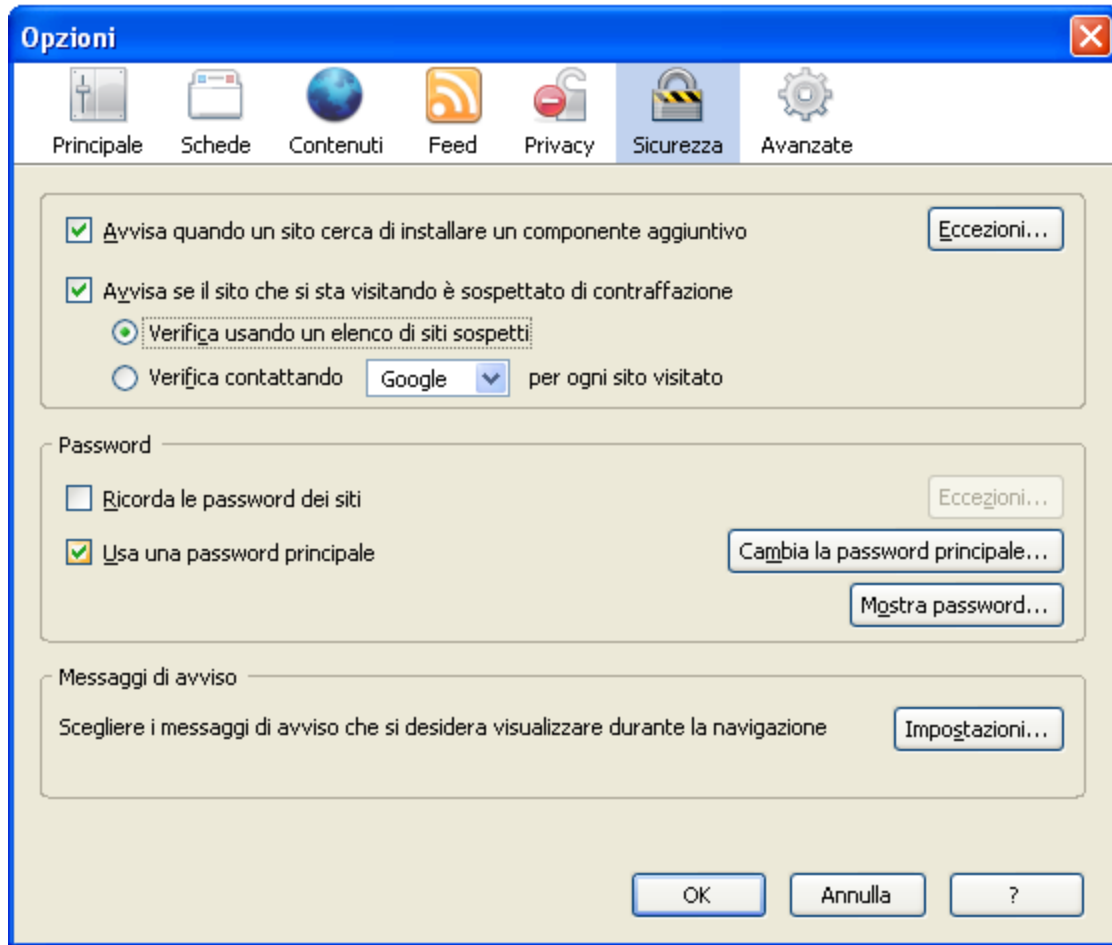 Opzioni
Principale Schede Contenuti Feed Privacy Sicurezza Avanzate
Avvisa quando un sito cerca di installare un componente aggiuntivo Eccezioni...
Avvisa se il sito che si sta visitando è sospettato di contraffazione
Verifica usando un elenco di siti sospetti
Verifica contattando Google per ogni sito visitato
Password
Ricorda le password dei siti Eccezioni...
Usa una password principale Cambia la password principale...
Mostra password...
Messaggi di avviso
Scegliere i messaggi di avviso che si desidera visualizzare durante la navigazione Impostazioni...
OK Annulla ?